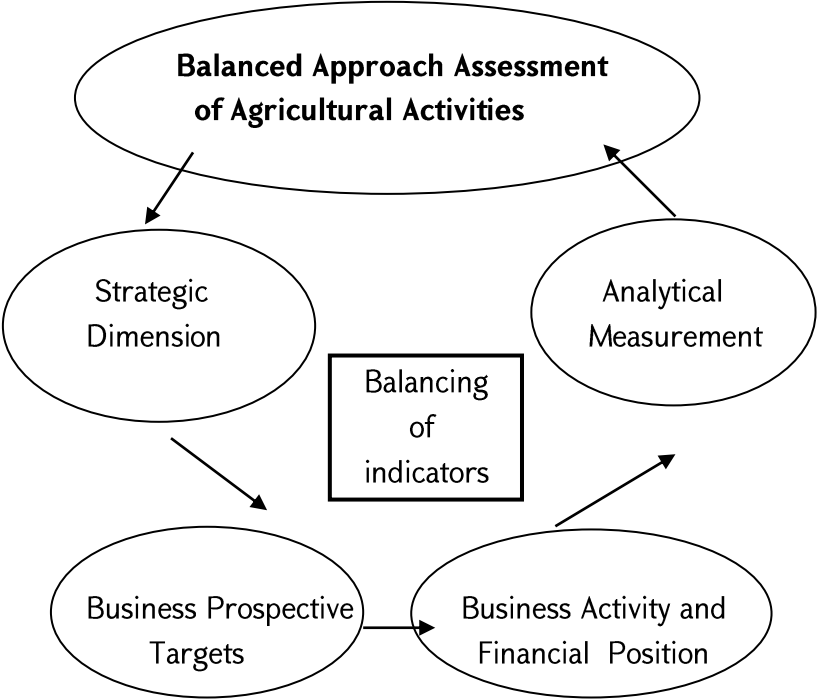 Balanced Approach Assessment
of Agricultural Activities
Strategic
Dimension
Analytical
Measurement
Balancing
of
indicators
Business Prospective
Targets
Business Activity and
Financial Position